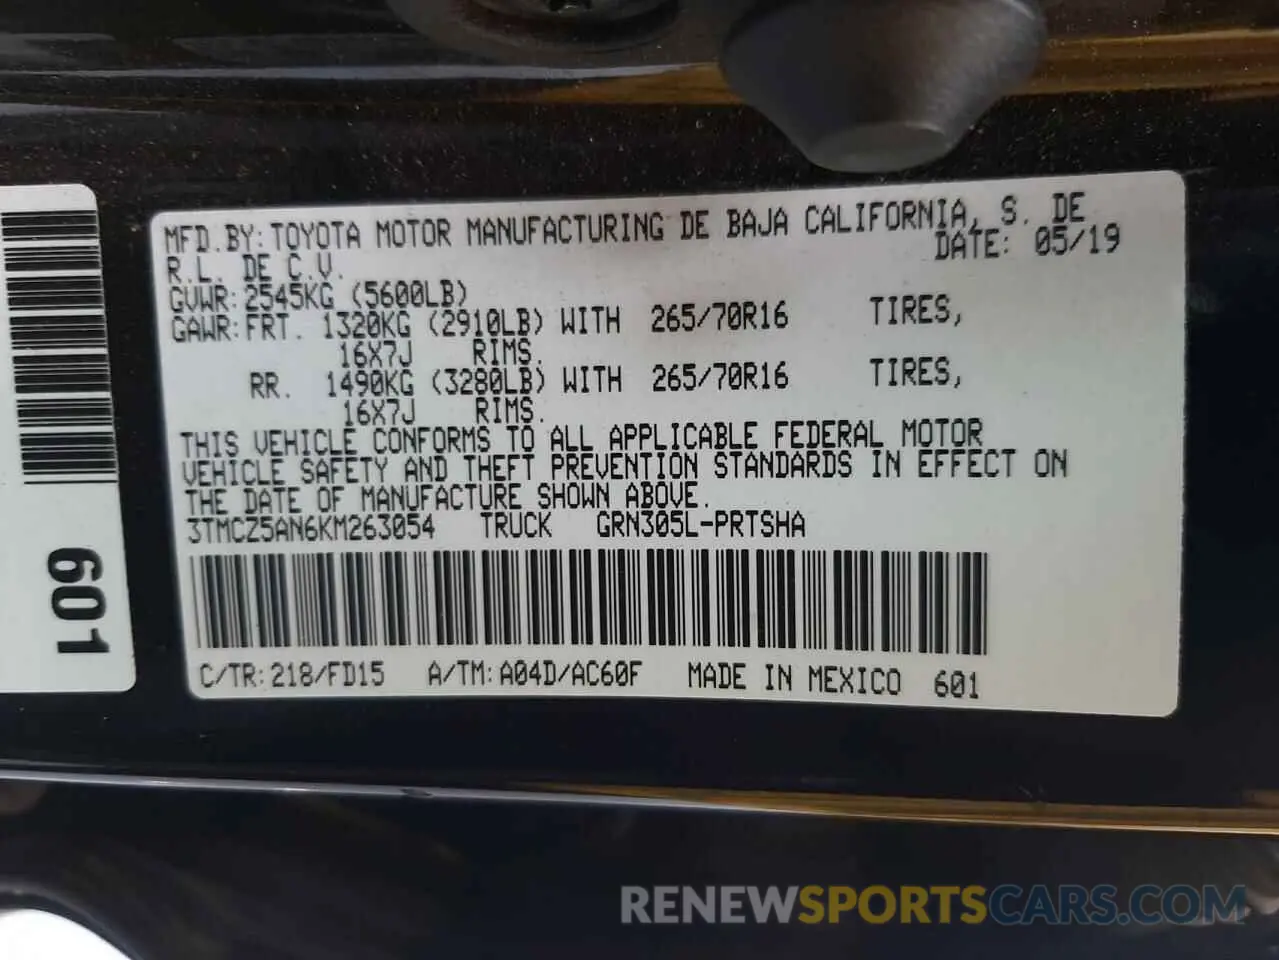 MFD.BY:TOYOTA MOTOR MANUFACTURING DE BAJA CALIFORNIA, S. DE
R.L. DE C.V. DATE: 05/19
GVWR:2545KG (5600LB)
GAWR:FRT. 1320KG (2910LB) WITH 265/70R16 TIRES,
16X7J RIMS.
RR. 1490KG (3280LB) WITH 265/70R16 TIRES,
16X7J RIMS.
THIS VEHICLE CONFORMS TO ALL APPLICABLE FEDERAL MOTOR
VEHICLE SAFETY AND THEFT PREVENTION STANDARDS IN EFFECT ON
THE DATE OF MANUFACTURE SHOWN ABOVE.
3TMCZ5AN6KM263054 TRUCK GRN305L-PRTSHA
C/TR:218/FD15 A/TM:A04D/AC60F MADE IN MEXICO 601
601
RENEWSPORTSCARS.COM